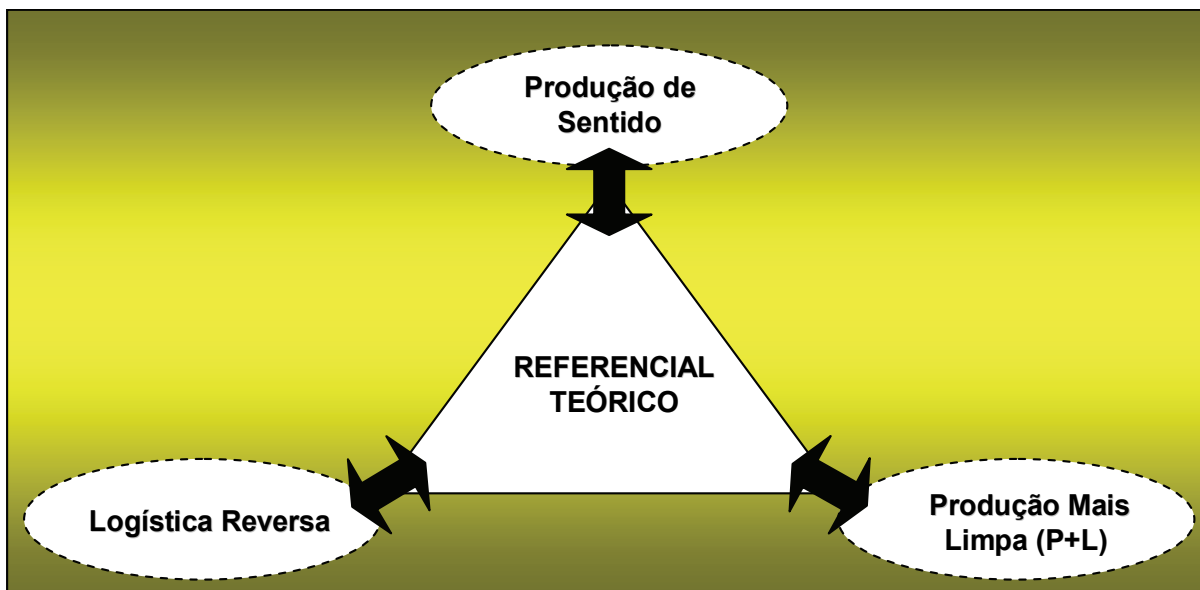 Produção de
Sentido
REFERENCIAL
TEÓRICO
Logística Reversa
Produção Mais
Limpa (P+L)